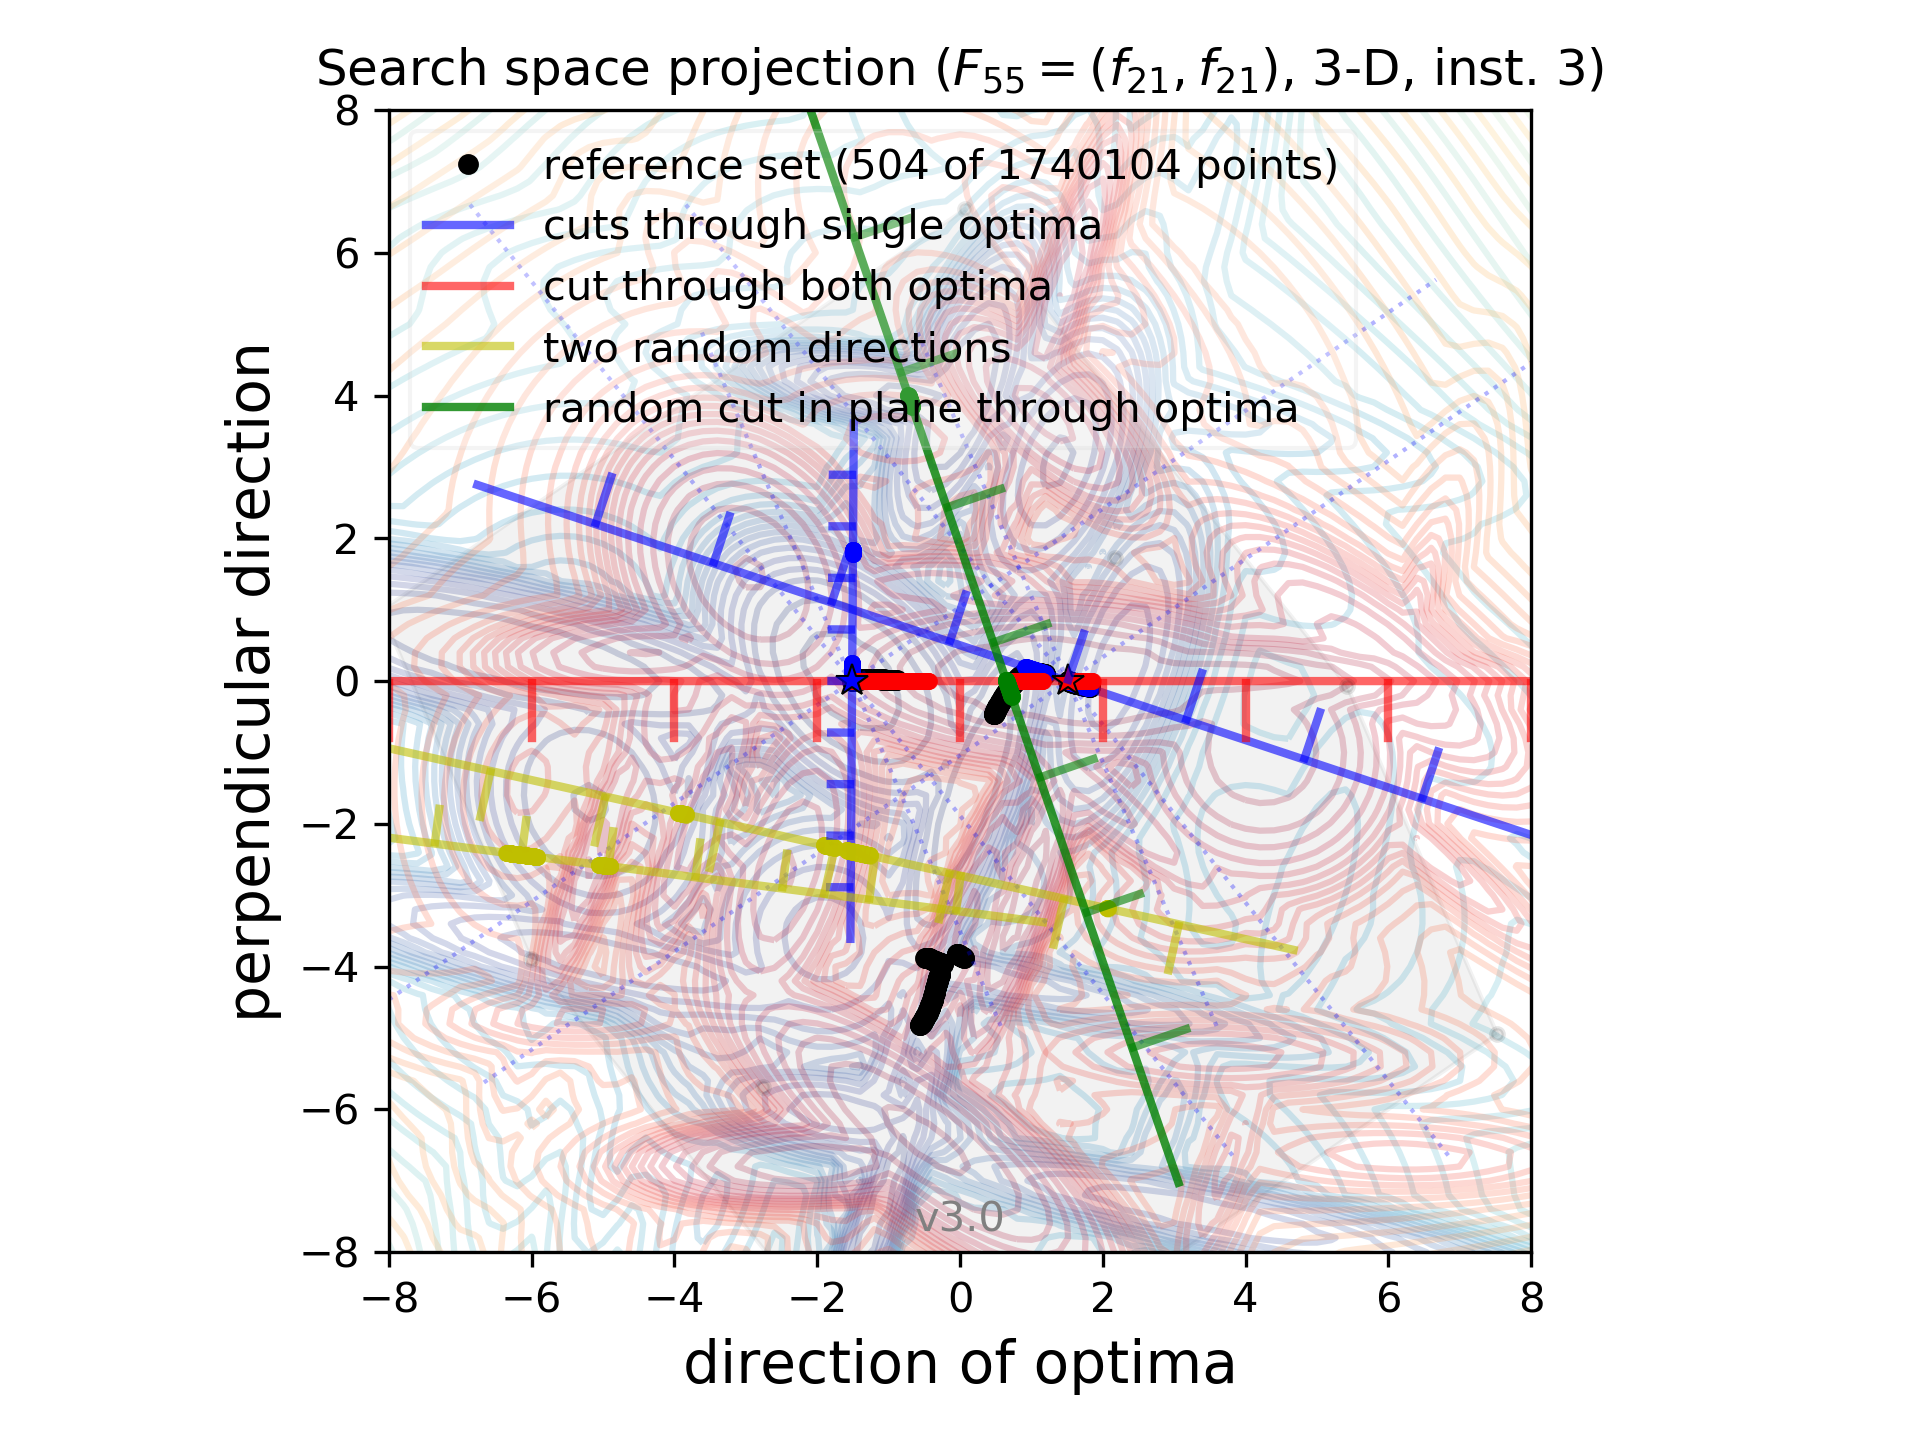 Search space projection (F55 = (f21, f21), 3-D, inst. 3)
reference set (504 of 1740104 points)
cuts through single optima
cut through both optima
two random directions
random cut in plane through optima
8
6
4
2
0
−2
−4
−6
−8
perpendicular direction
v3.0
−8 −6 −4 −2 0 2 4 6 8
direction of optima